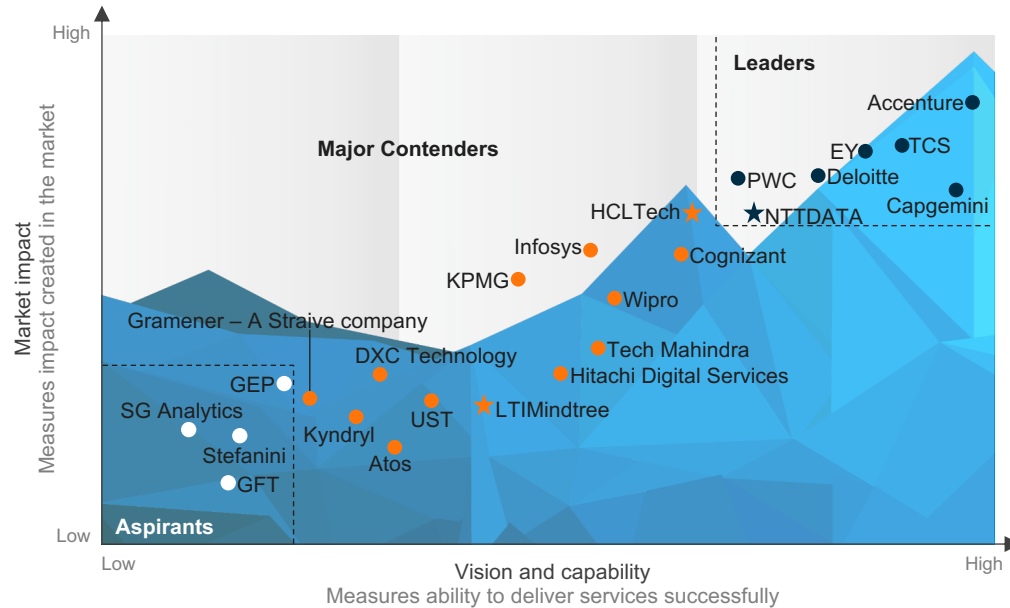 High
Leaders
Accenture
Major Contenders
EY
TCS
PWC
Deloitte
Capgemini
HCLTech
NTTDATA
Infosys
Cognizant
KPMG
Wipro
Gramener – A Straive company
DXC Technology
Tech Mahindra
Hitachi Digital Services
GEP
SG Analytics
LTIMindtree
UST
Kyndryl
Stefanini
Atos
GFT
Aspirants
Low
Market impact
Measures impact created in the market
Low
High
Vision and capability
Measures ability to deliver services successfully